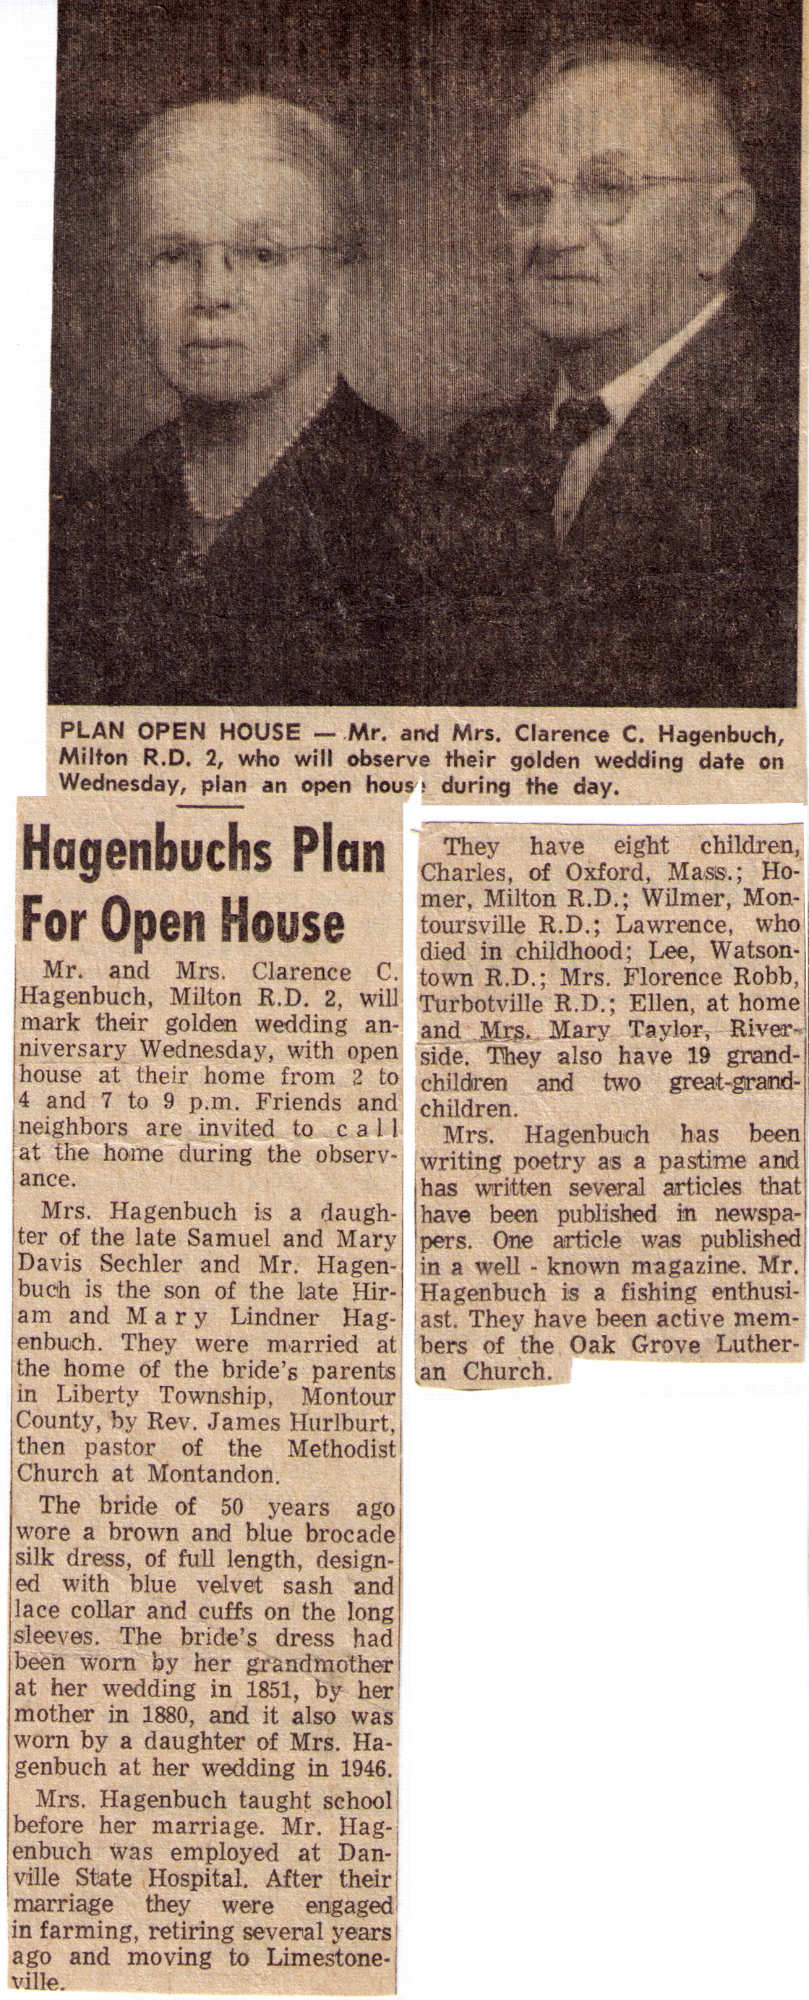 PLAN OPEN HOUSE — Mr. and Mrs. Clarence C. Hagenbuch,
Milton R.D. 2, who will observe their golden wedding date on
Wednesday, plan an open house during the day.
Hagenbuchs Plan
For Open House
Mr. and Mrs. Clarence C.
Hagenbuch, Milton R.D. 2, will
mark their golden wedding an-
niversary Wednesday, with open
house at their home from 2 to
4 and 7 to 9 p.m. Friends and
neighbors are invited to call
at the home during the observ-
ance.
Mrs. Hagenbuch is a daugh-
ter of the late Samuel and Mary
Davis Sechler and Mr. Hagen-
buch is the son of the late Hir-
am and Mary Lindner Hag-
enbuch. They were married at
the home of the bride's parents
in Liberty Township, Montour
County, by Rev. James Hurlburt,
then pastor of the Methodist
Church at Montandon.
The bride of 50 years ago
wore a brown and blue brocade
silk dress, of full length, design-
ed with blue velvet sash and
lace collar and cuffs on the long
sleeves. The bride's dress had
been worn by her grandmother
at her wedding in 1851, by her
mother in 1880, and it also was
worn by a daughter of Mrs. Ha-
genbuch at her wedding in 1946.
Mrs. Hagenbuch taught school
before her marriage. Mr. Hag-
enbuch was employed at Dan-
ville State Hospital. After their
marriage they were engaged
in farming, retiring several years
ago and moving to Limestone-
ville.
They have eight children,
Charles, of Oxford, Mass.; Ho-
mer, Milton R.D.; Wilmer, Mon-
toursville R.D.; Lawrence, who
died in childhood; Lee, Watson-
town R.D.; Mrs. Florence Robb,
Turbotville R.D.; Ellen, at home
and Mrs. Mary Taylor, River-
side. They also have 19 grand-
children and two great-grand-
children.
Mrs. Hagenbuch has been
writing poetry as a pastime and
has written several articles that
have been published in newspa-
pers. One article was published
in a well - known magazine. Mr.
Hagenbuch is a fishing enthusi-
ast. They have been active mem-
bers of the Oak Grove Luther-
an Church.